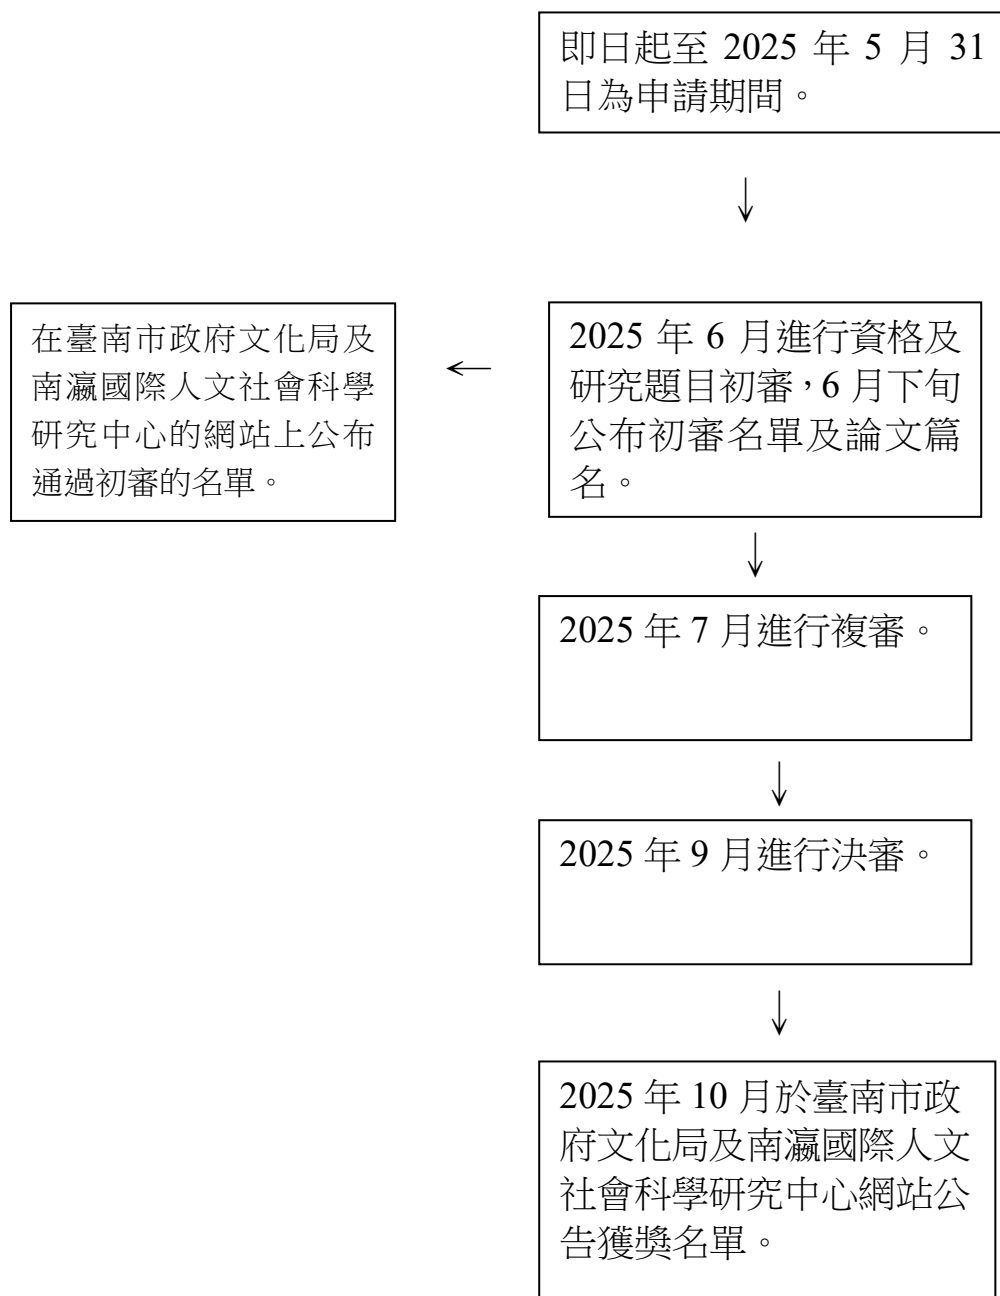 即日起至 2025 年 5 月 31
日為申請期間。
↓
2025 年 6 月進行資格及
研究題目初審，6 月下旬
公布初審名單及論文篇
名。
←
在臺南市政府文化局及
南瀛國際人文社會科學
研究中心的網站上公布
通過初審的名單。
↓
2025 年 7 月進行複審。
↓
2025 年 9 月進行決審。
↓
2025 年 10 月於臺南市政
府文化局及南瀛國際人文
社會科學研究中心網站公
告獲獎名單。